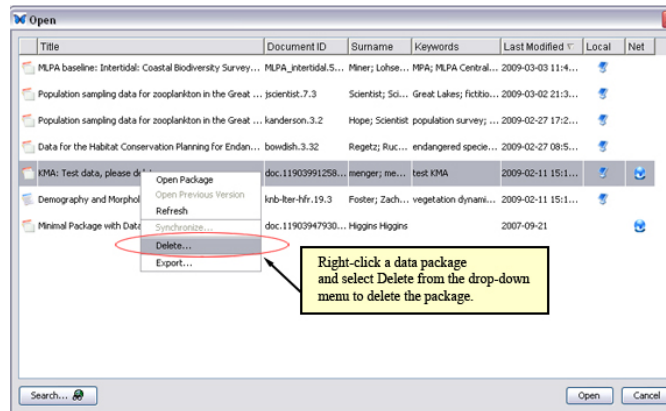 Open
Title Document ID Surname Keywords Last Modified Local Net
MLPA baseline: Intertidal: Coastal Biodiversity Survey... MLPA_intertidal.5... Miner; Lohse... MPA; MLPA Central... 2009-03-03 11:4...
Population sampling data for zooplankton in the Great ... jscientist.7.3 Scientist; Sci... Great Lakes; fictitio... 2009-03-02 21:3...
Population sampling data for zooplankton in the Great ... kanderson.3.2 Hope; Scientist population survey; ... 2009-02-27 17:2...
Data for the Habitat Conservation Planning for Endan... bowdish.3.32 Regetz; Ruc... endangered specie... 2009-02-27 08:5...
KMA: Test data, please de doc.11903991258... menger; me... test KMA 2009-02-11 15:1...
Open Package
Demography and Morphol Open Previous Version knb-lter-hfr.19.3 Foster; Zach... vegetation dynami... 2009-02-11 15:1...
Refresh
Minimal Package with Data Synchronize... doc.11903947930... Higgins Higgins 2007-09-21
Delete...
Export...
Right-click a data package
and select Delete from the drop-down
menu to delete the package.
Search... Open Cancel